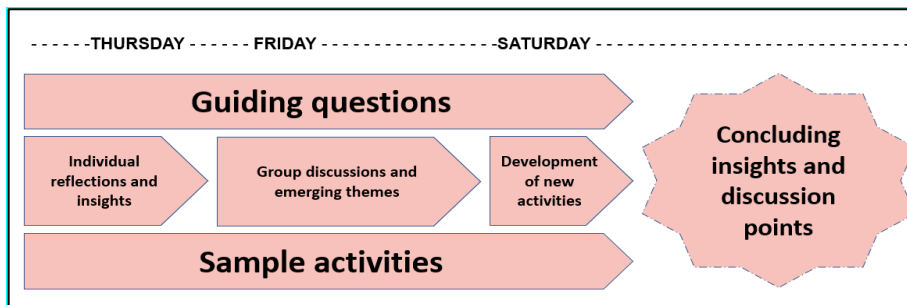 THURSDAY FRIDAY SATURDAY
Guiding questions
Individual
reflections and
insights
Group discussions and
emerging themes
Development
of new
activities
Sample activities
Concluding
insights and
discussion
points